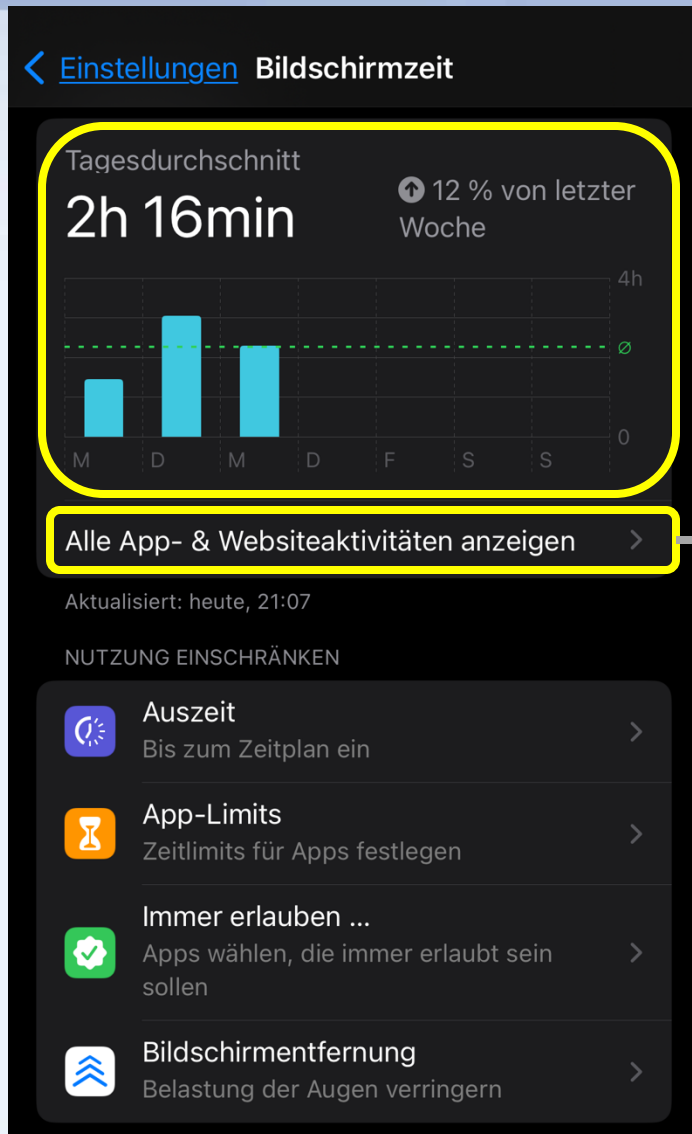 Einstellungen Bildschirmzeit
Tagesdurchschnitt
2h 16min
12 % von letzter
Woche
4h
Ø
0
M D M D F S S
Alle App- & Websiteaktivitäten anzeigen
Aktualisiert: heute, 21:07
NUTZUNG EINSCHRÄNKEN
Auszeit
Bis zum Zeitplan ein
App-Limits
Zeitlimits für Apps festlegen
Immer erlauben ...
Apps wählen, die immer erlaubt sein
sollen
Bildschirmentfernung
Belastung der Augen verringern